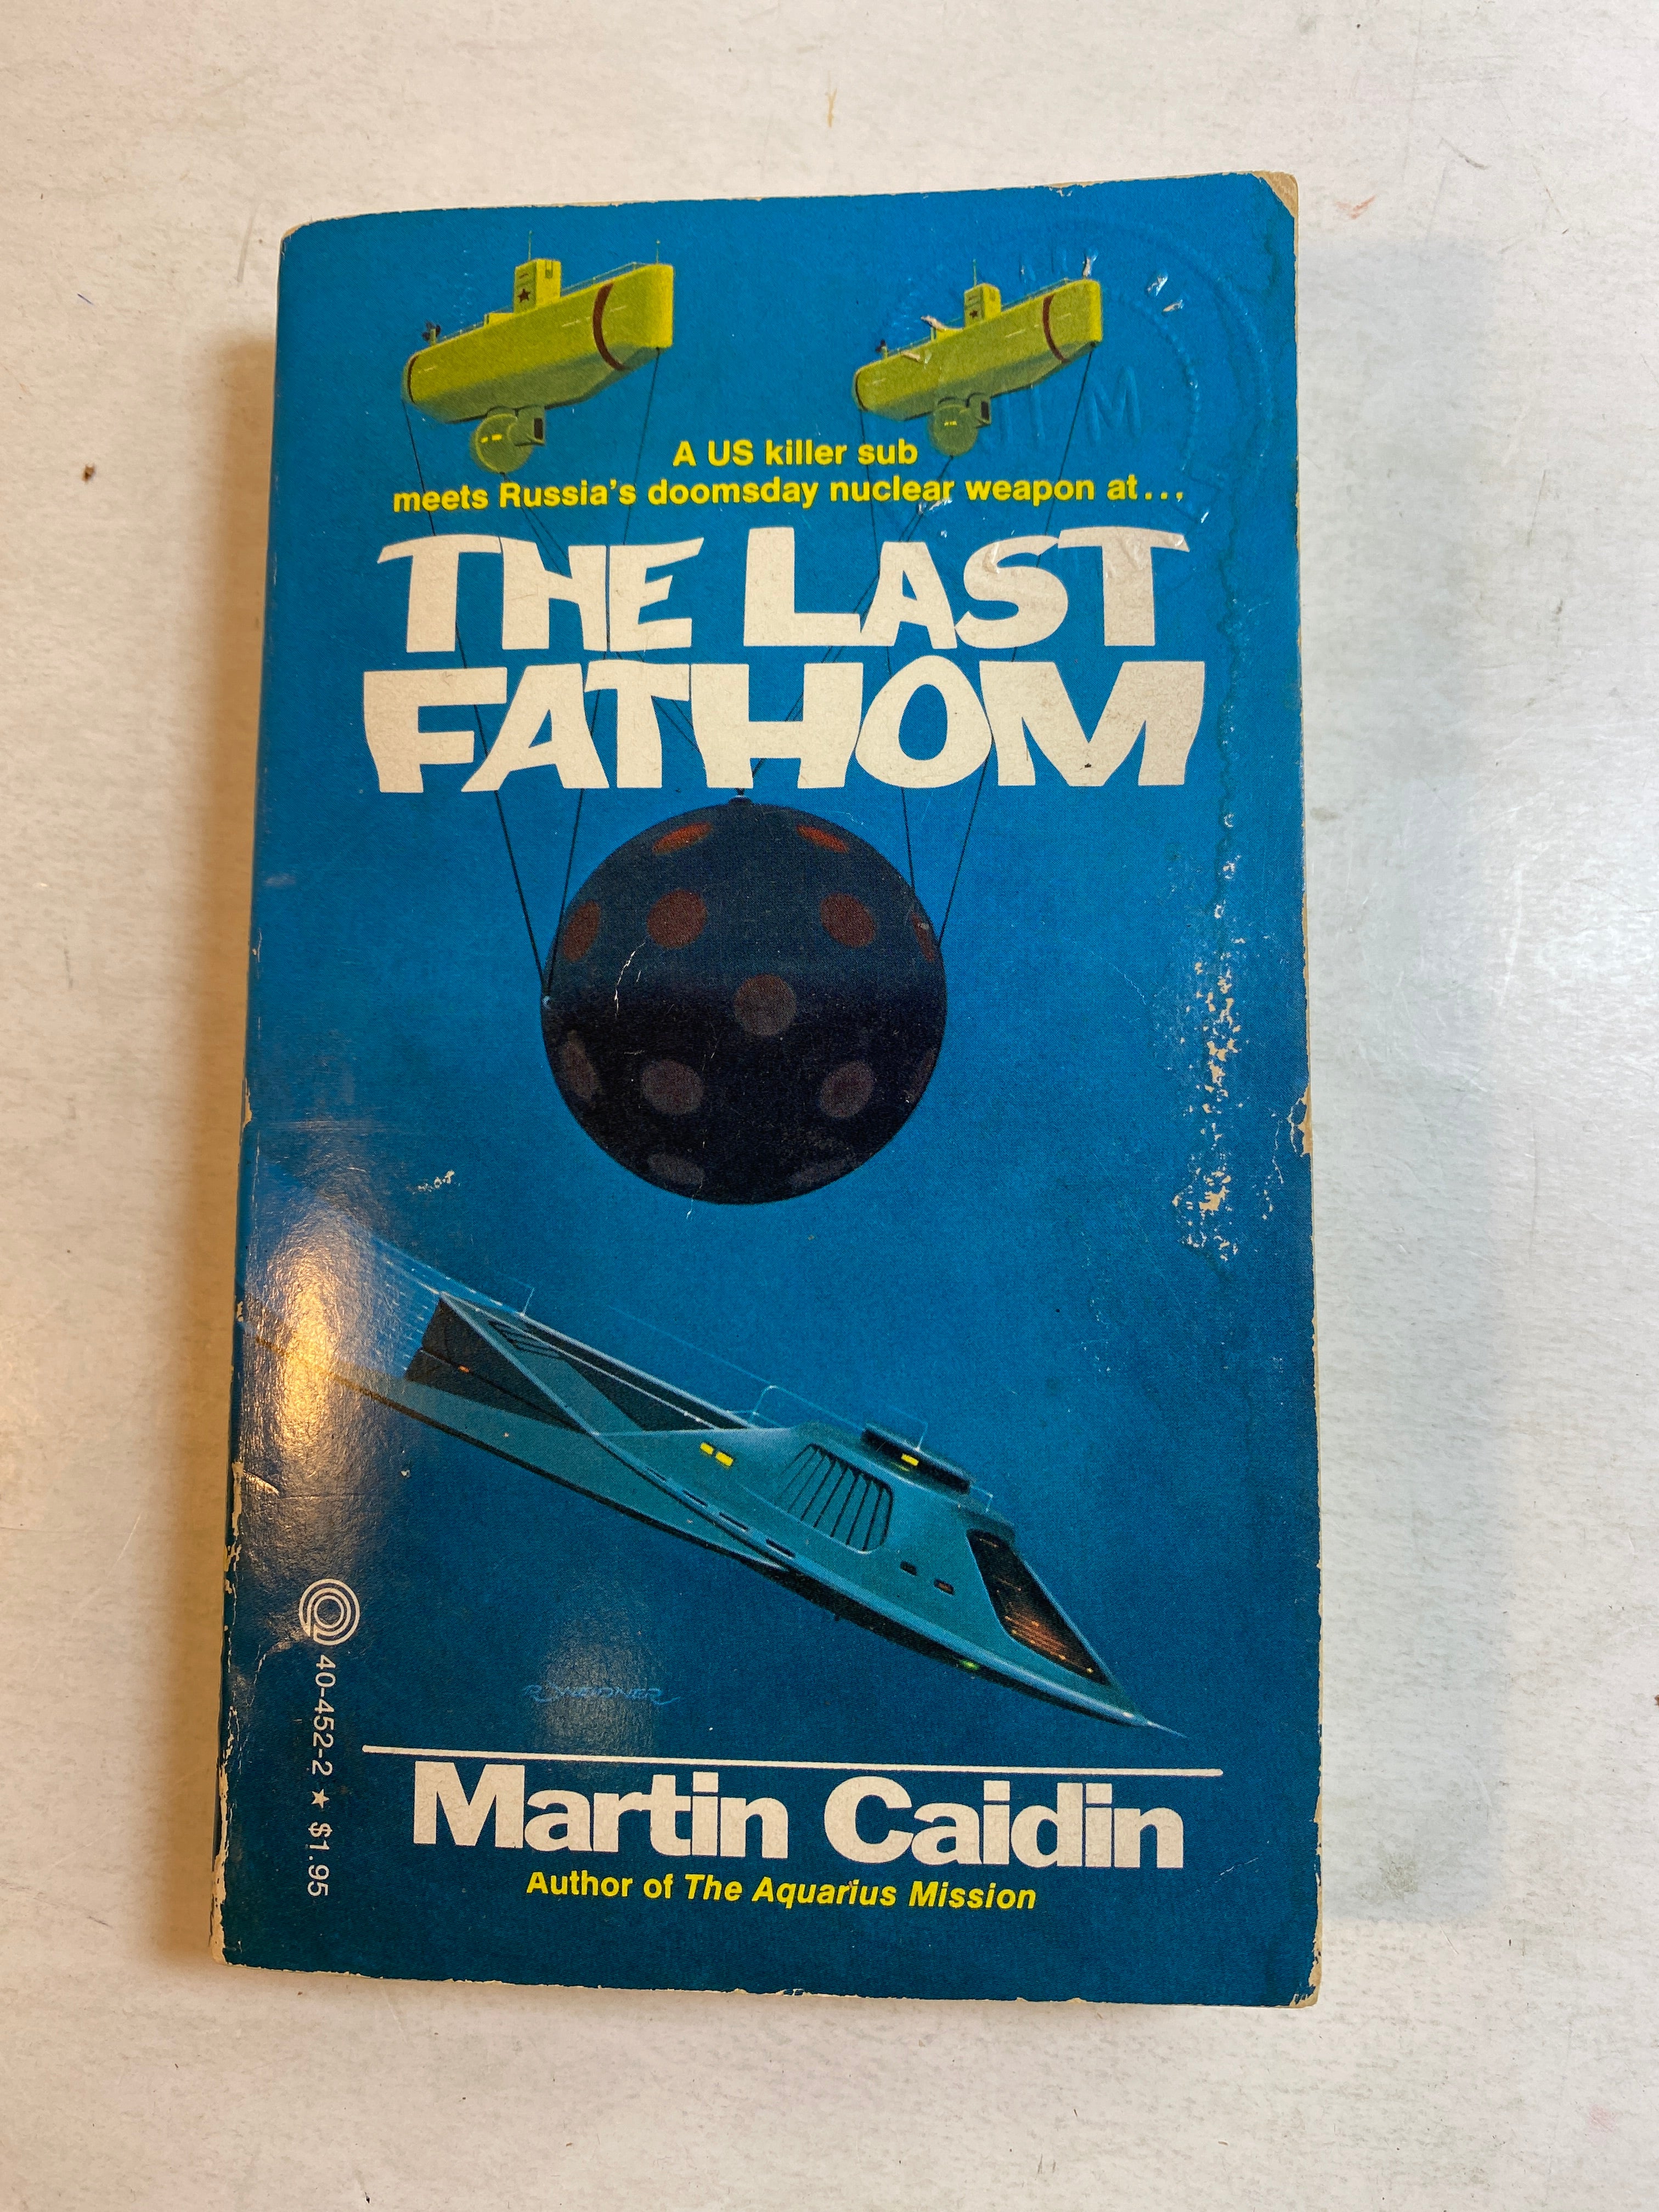 A US killer sub
meets Russia's doomsday nuclear weapon at...
THE LAST
FATHOM
40-452-2 ★ $1.95
Martin Caidin
Author of The Aquarius Mission